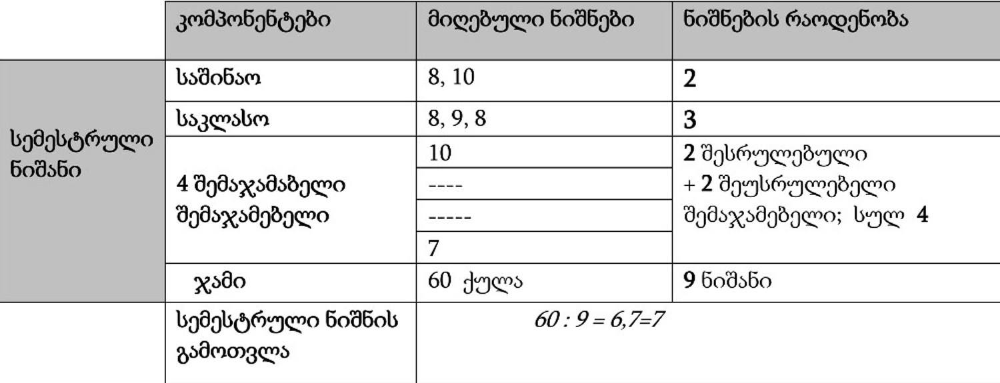 კომპონენტები მიღებული ნიშნები ნიშნების რაოდენობა
სემესტრული
ნიშანი
საშინაო 8, 10 2
საკლასო 8, 9, 8 3
4 შემაჯამაბელი
შემაჯამებელი
10
----
-----
7
2 შესრულებული
+ 2 შეუსრულებელი
შემაჯამებელი; სულ 4
ჯამი 60 ქულა 9 ნიშანი
სემესტრული ნიშნის
გამოთვლა
60 : 9 = 6,7=7